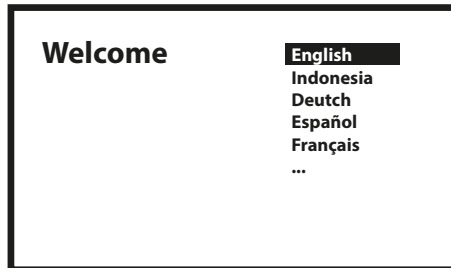 Welcome
English
Indonesia
Deutch
Español
Français
...